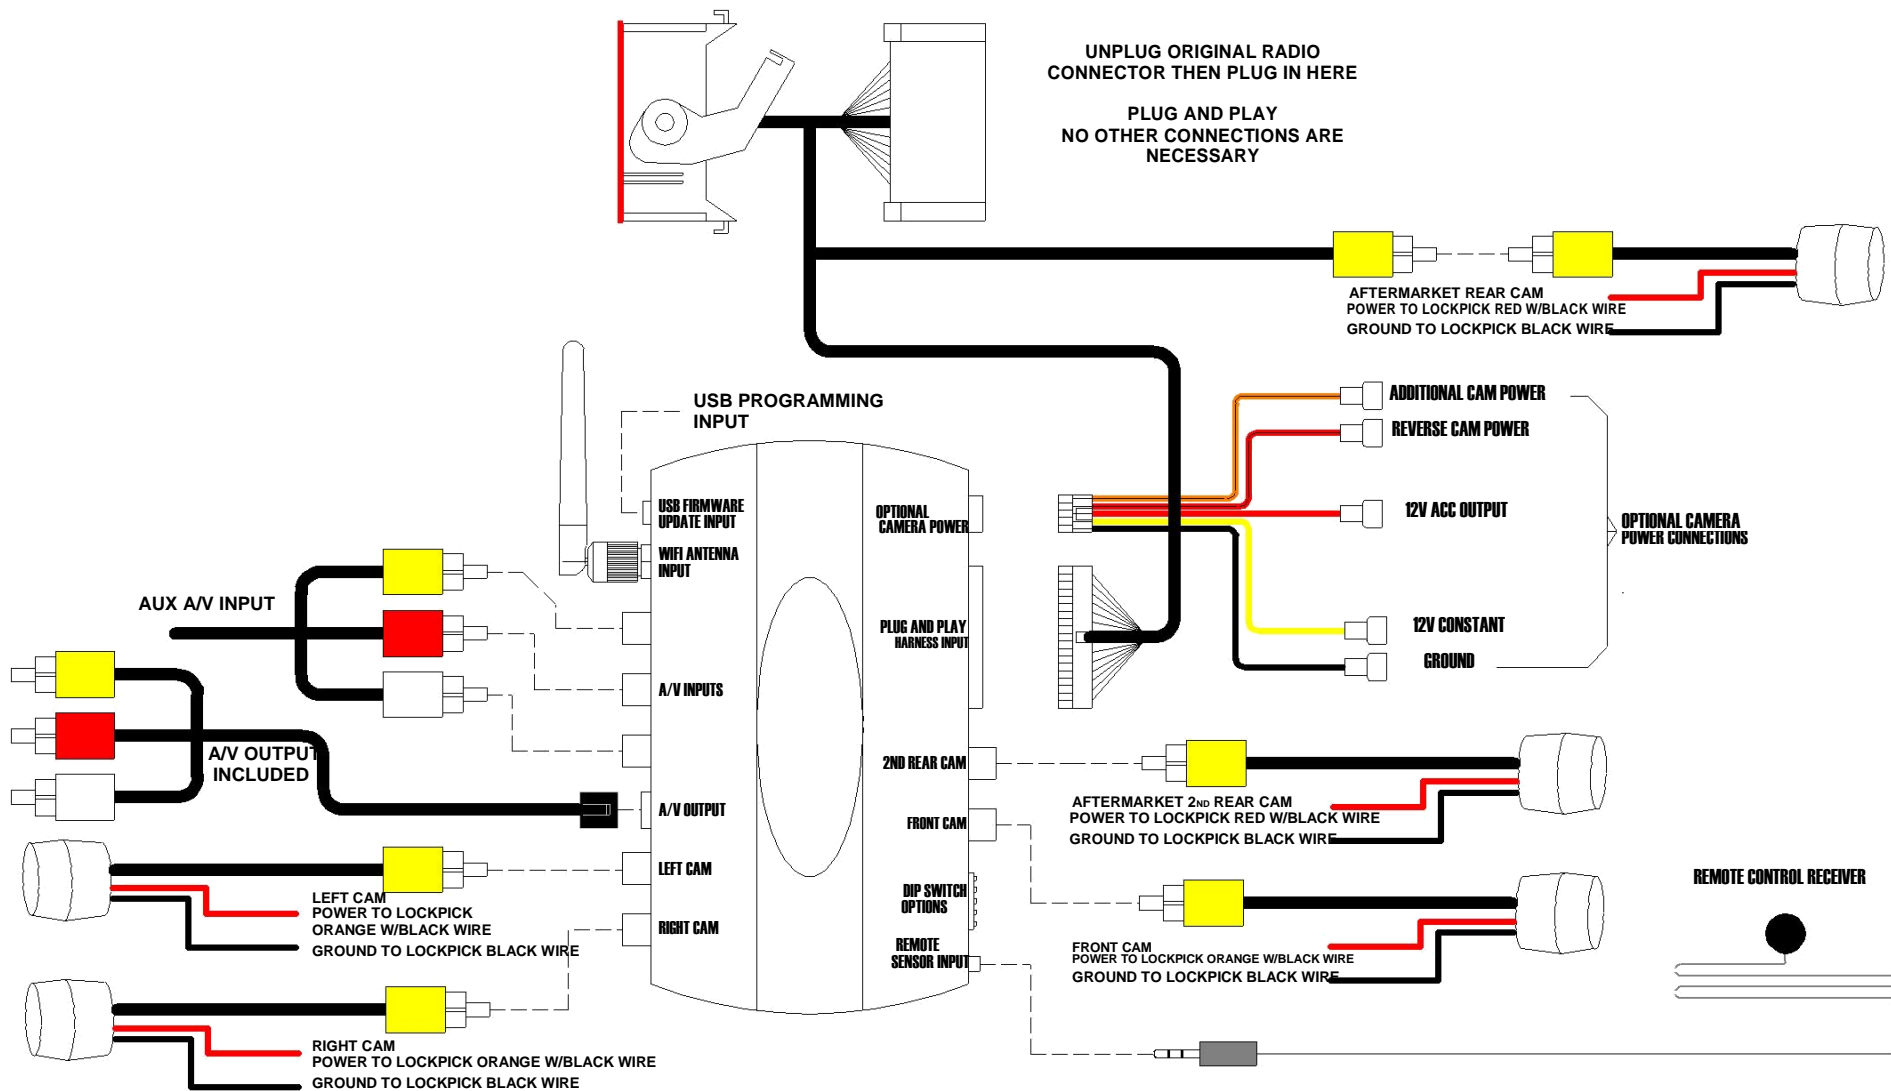 UNPLUG ORIGINAL RADIO
CONNECTOR THEN PLUG IN HERE
PLUG AND PLAY
NO OTHER CONNECTIONS ARE
NECESSARY
AFTERMARKET REAR CAM
POWER TO LOCKPICK RED W/BLACK WIRE
GROUND TO LOCKPICK BLACK WIRE
USB PROGRAMMING
INPUT
ADDITIONAL CAM POWER
REVERSE CAM POWER
12V ACC OUTPUT
OPTIONAL CAMERA
POWER CONNECTIONS
12V CONSTANT
GROUND
USB FIRMWARE
UPDATE INPUT
WIFI ANTENNA
INPUT
A/V INPUTS
A/V OUTPUT
LEFT CAM
RIGHT CAM
OPTIONAL
CAMERA POWER
PLUG AND PLAY
HARNESS INPUT
2ND REAR CAM
FRONT CAM
DIP SWITCH
OPTIONS
REMOTE
SENSOR INPUT
AUX A/V INPUT
A/V OUTPUT
INCLUDED
LEFT CAM
POWER TO LOCKPICK
ORANGE W/BLACK WIRE
GROUND TO LOCKPICK BLACK WIRE
RIGHT CAM
POWER TO LOCKPICK ORANGE W/BLACK WIRE
GROUND TO LOCKPICK BLACK WIRE
AFTERMARKET 2ND REAR CAM
POWER TO LOCKPICK RED W/BLACK WIRE
GROUND TO LOCKPICK BLACK WIRE
FRONT CAM
POWER TO LOCKPICK ORANGE W/BLACK WIRE
GROUND TO LOCKPICK BLACK WIRE
REMOTE CONTROL RECEIVER